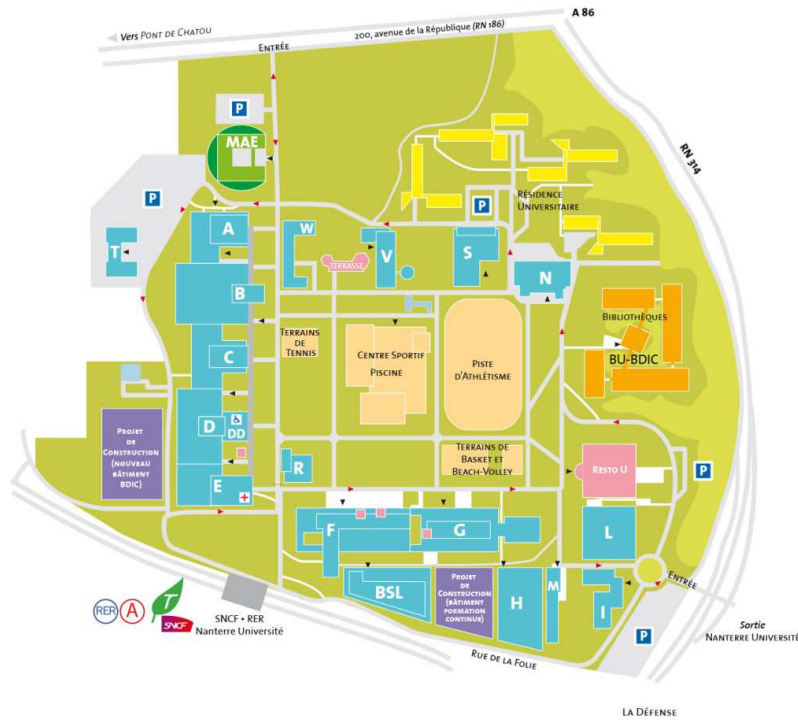 A 86
Vers PONT DE CHATOU
200, avenue de la République (RN 186)
ENTRÉE
P
MAE
RN 314
P
RÉSIDENCE
UNIVERSITAIRE
P
A
W
T
TERRASSE
V
S
N
B
BIBLIOTHÈQUES
BU-BDIC
TERRAINS
DE
TENNIS
CENTRE SPORTIF
PISCINE
PISTE
D'ATHLÉTISME
C
PROJET
DE
CONSTRUCTION
(NOUVEAU
BÂTIMENT
BDIC)
D
DD
TERRAINS DE
BASKET ET
BEACH-VOLLEY
R
RESTO U
P
E
F
G
L
BSL
PROJET
DE
CONSTRUCTION
(BÂTIMENT
FORMATION
CONTINUE)
H
M
I
ENTRÉE
RER
A
T
SNCF
SNCF • RER
Nanterre Université
P
Sortie
NANTERRE UNIVERSITÉ
RUE DE LA FOLIE
LA DÉFENSE